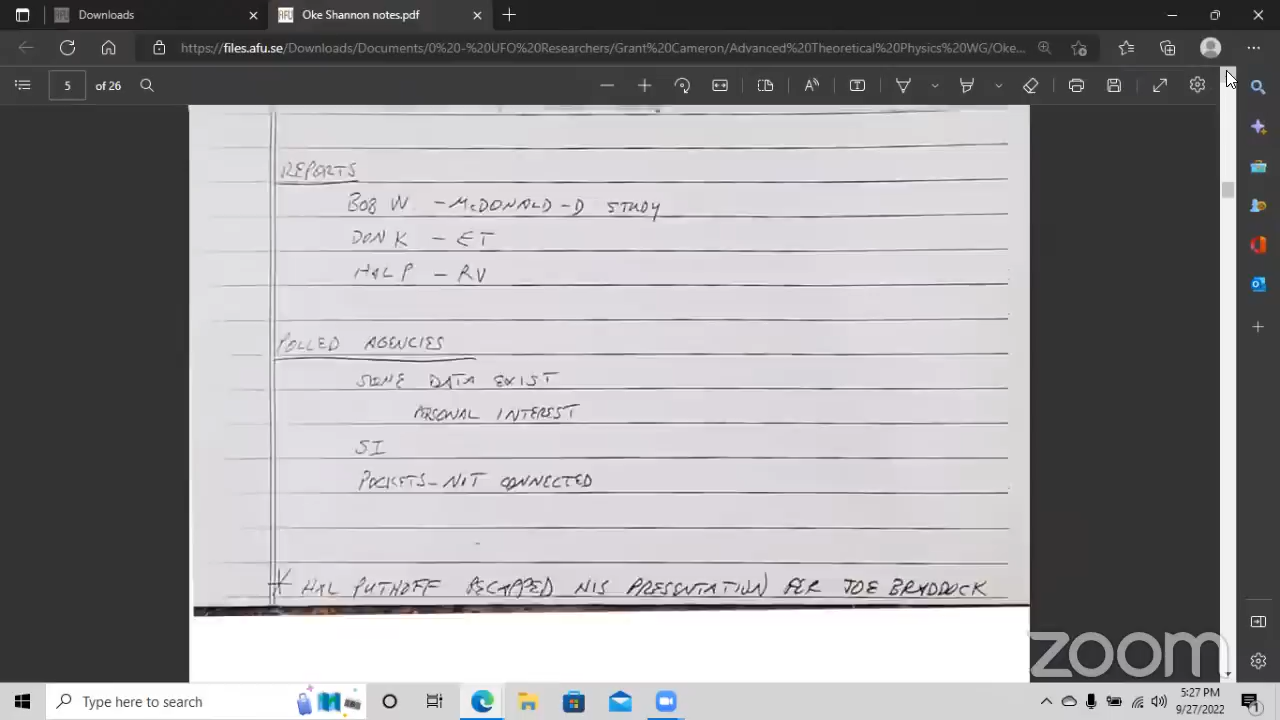 Downloads
Oke Shannon notes.pdf
https://files.afu.se/Downloads/Documents/0%20-%20UFO%20Researchers/Grant%20Cameron/Advanced%20Theoretical%20Physics%20WG/Oke...
5 of 26
REPORTS
BOB W - McDONALD-D STUDY
DON K - ET
HAL P - RV
POLLED AGENCIES
SOME DATA EXIST
PERSONAL INTEREST
SI
POCKETS - NOT CONNECTED
* HAL PUTHOFF RECAPPED HIS PRESENTATION FOR JOE BRADDOCK
zoom
Type here to search
5:27 PM
9/27/2022